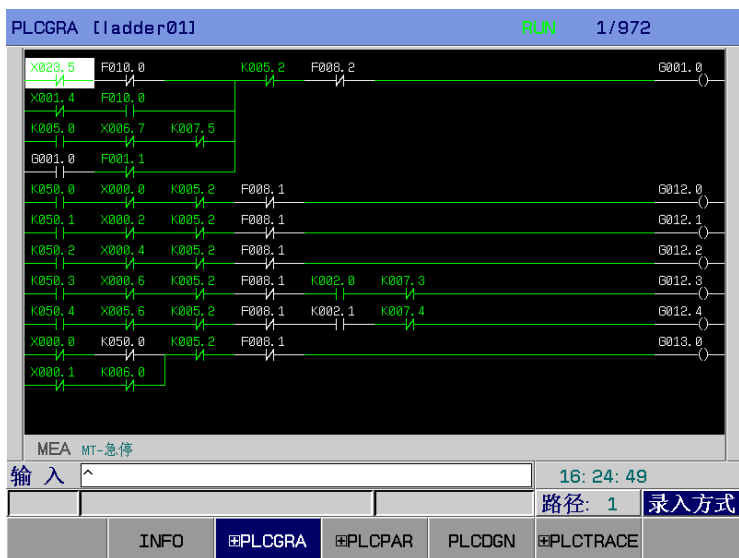 PLCGRA [ladder01] RUN 1/972
X028.5 F010.0 K005.2 F008.2 G001.0
X001.4 F010.0
K005.0 X006.7 K007.5
G001.0 F001.1
K050.0 X000.0 K005.2 F008.1 G012.0
K050.1 X000.2 K005.2 F008.1 G012.1
K050.2 X000.4 K005.2 F008.1 G012.2
K050.3 X000.6 K005.2 F008.1 K002.0 K007.3 G012.3
K050.4 X005.6 K005.2 F008.1 K002.1 K007.4 G012.4
X000.0 K050.0 K005.2 F008.1 G013.0
X000.1 K006.0
MEA MT-急停
输 入 ^ 16:24:49
路径: 1 录入方式
INFO ⊞PLCGRA ⊞PLCPAR PLCDGN ⊞PLCTRACE